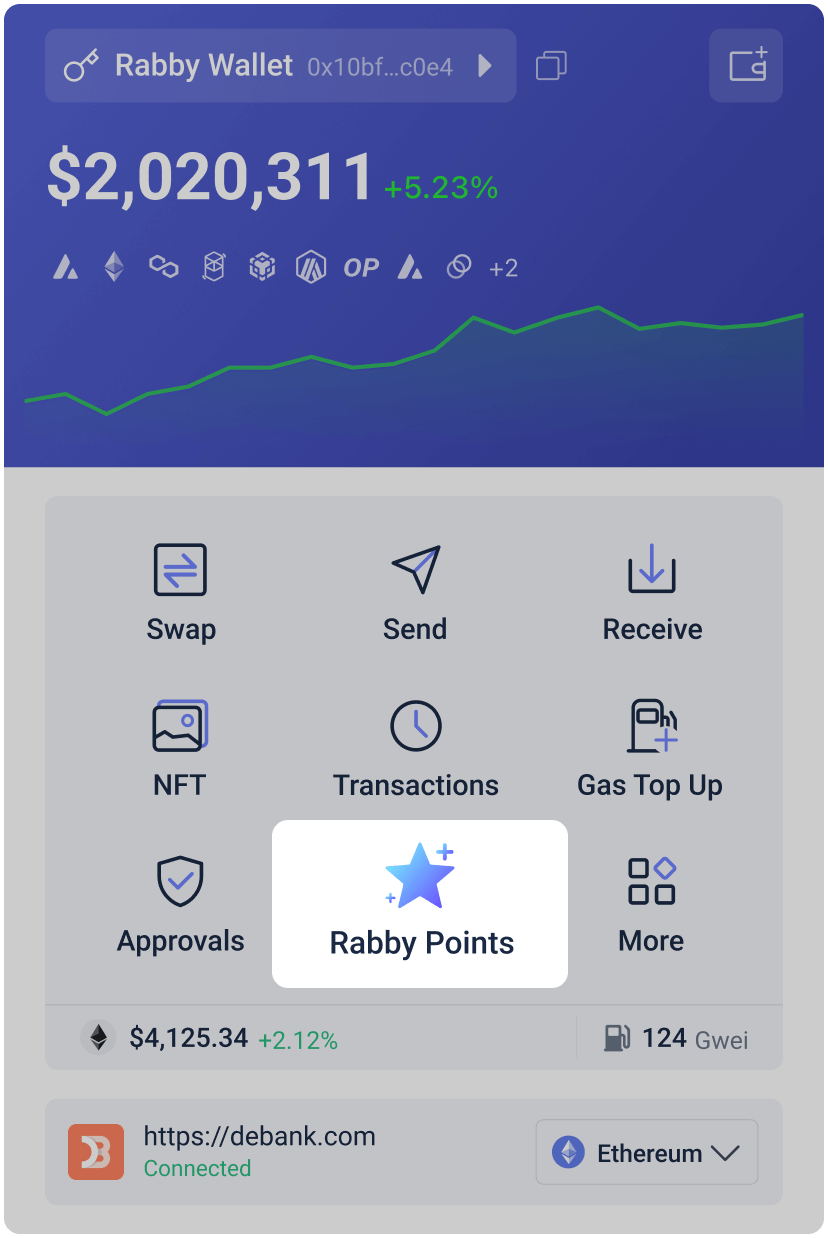 Rabby Wallet 0x10bf...c0e4
$2,020,311 +5.23%
OP +2
Swap Send Receive
NFT Transactions Gas Top Up
Approvals Rabby Points More
$4,125.34 +2.12% 124 Gwei
https://debank.com
Connected
Ethereum